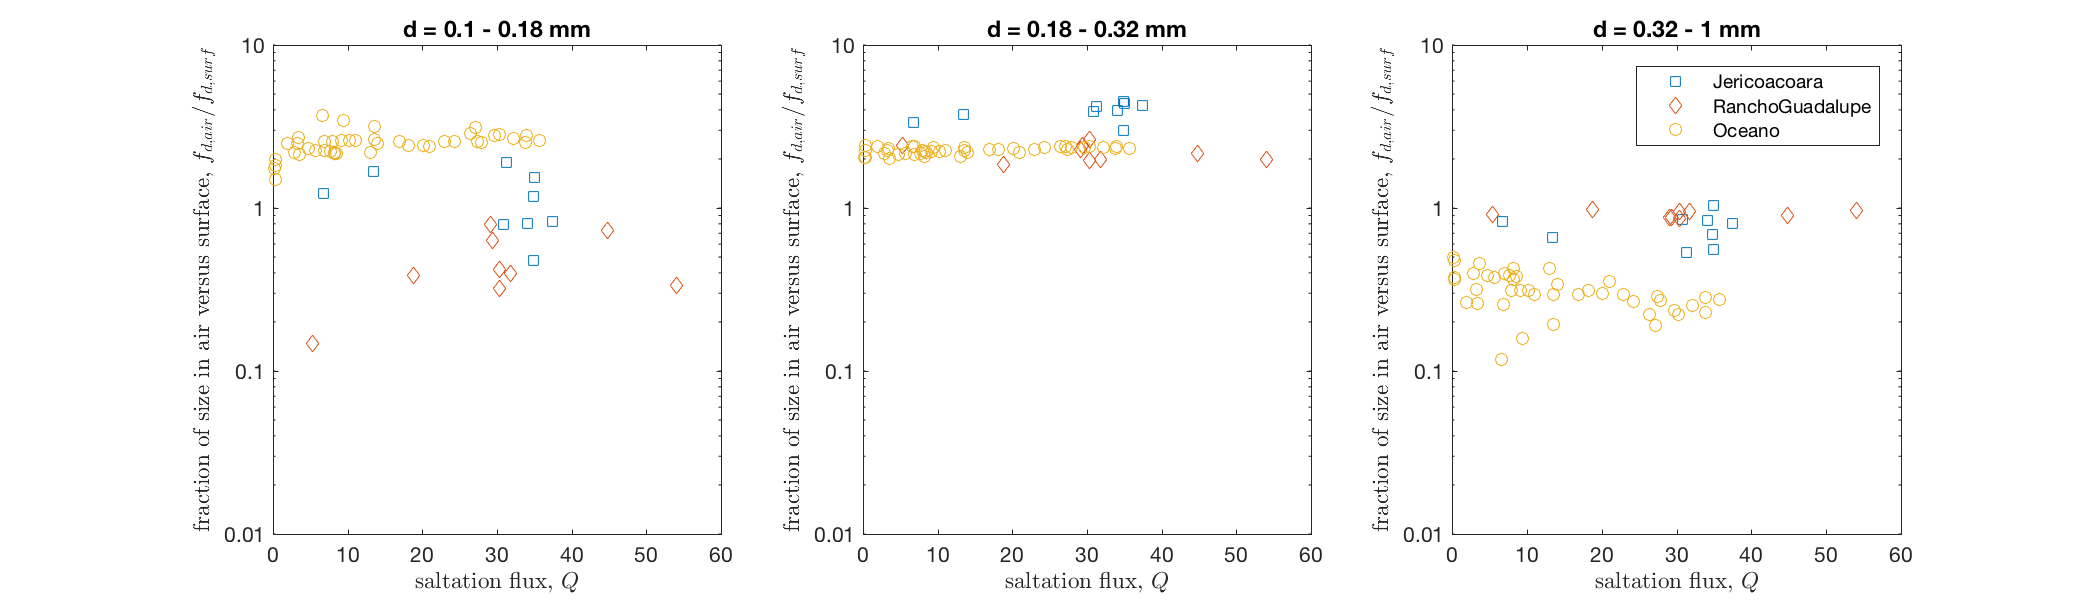 d = 0.1 - 0.18 mm
fraction of size in air versus surface, f_{d,air}/f_{d,surf}
10
1
0.1
0.01
0 10 20 30 40 50 60
saltation flux, Q
d = 0.18 - 0.32 mm
fraction of size in air versus surface, f_{d,air}/f_{d,surf}
10
1
0.1
0.01
0 10 20 30 40 50 60
saltation flux, Q
d = 0.32 - 1 mm
fraction of size in air versus surface, f_{d,air}/f_{d,surf}
10
1
0.1
0.01
Jericoacoara
RanchoGuadalupe
Oceano
0 10 20 30 40 50 60
saltation flux, Q